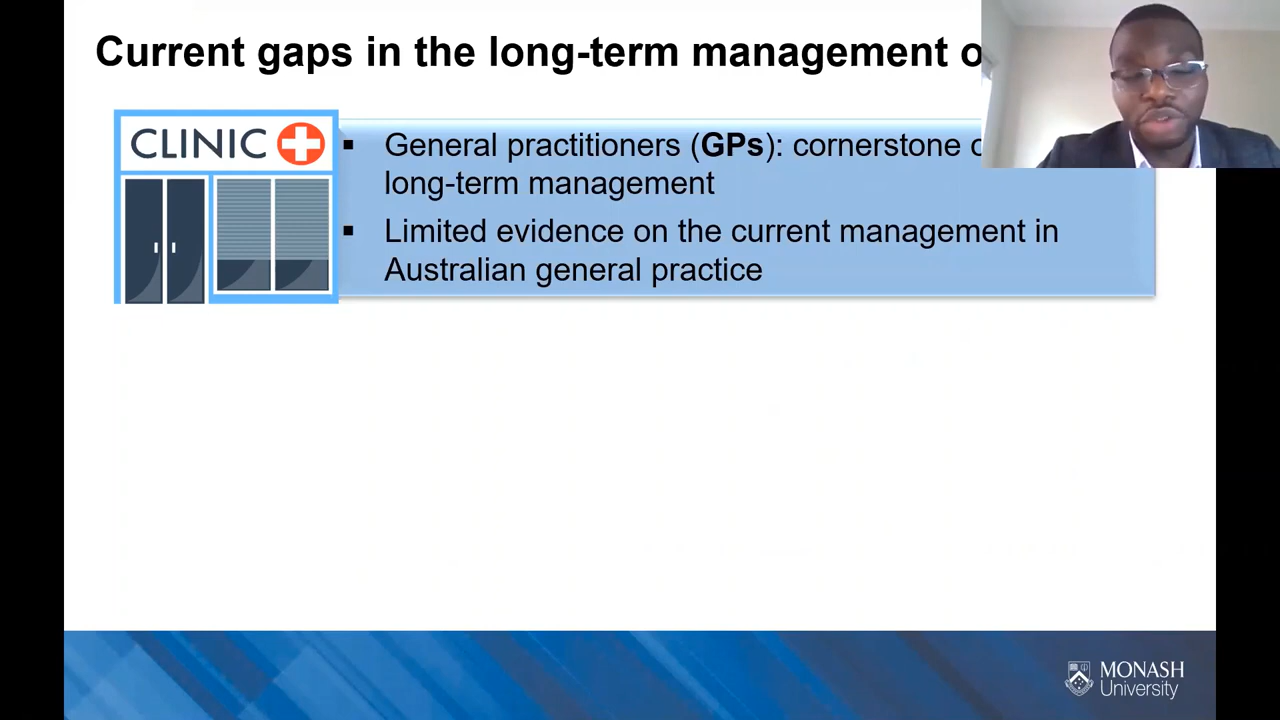 Current gaps in the long-term management
CLINIC
▪ General practitioners (GPs): cornerstone
long-term management
▪ Limited evidence on the current management in
Australian general practice
MONASH
University